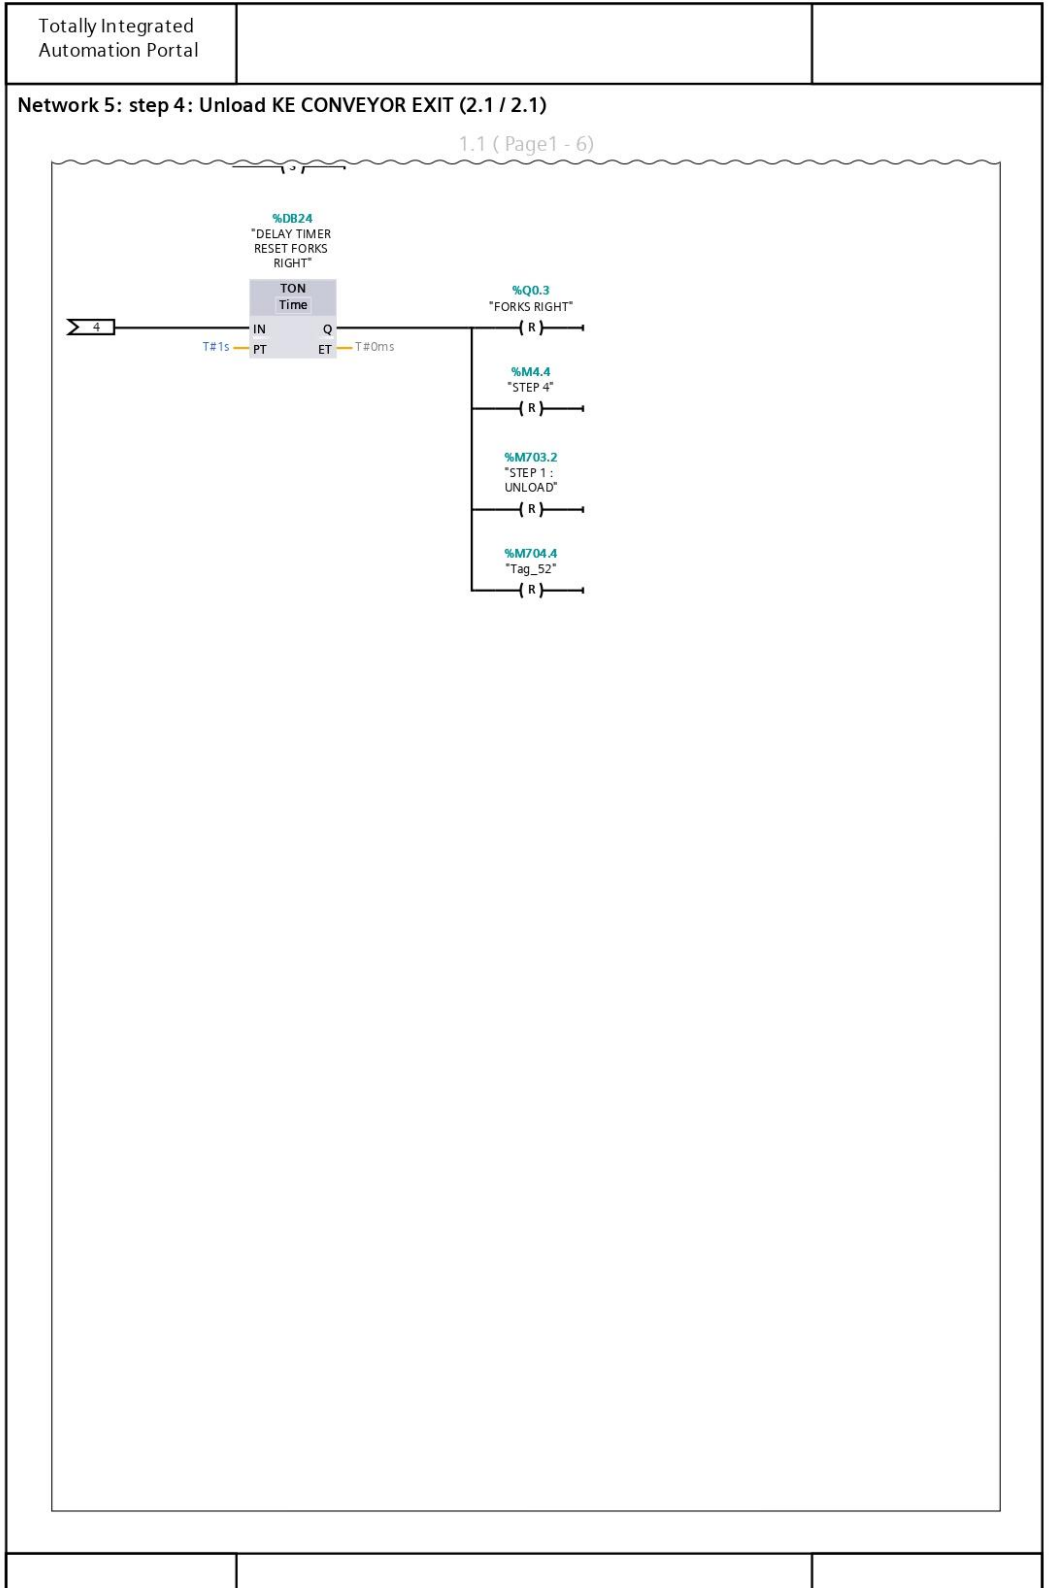 Totally Integrated
Automation Portal
Network 5: step 4: Unload KE CONVEYOR EXIT (2.1 / 2.1)
1.1 ( Page1 - 6)
%DB24
"DELAY TIMER
RESET FORKS
RIGHT"
TON
Time
4
IN
Q
T#1s
PT
ET
T#0ms
%Q0.3
"FORKS RIGHT"
R
%M4.4
"STEP 4"
R
%M703.2
"STEP 1 :
UNLOAD"
R
%M704.4
"Tag_52"
R